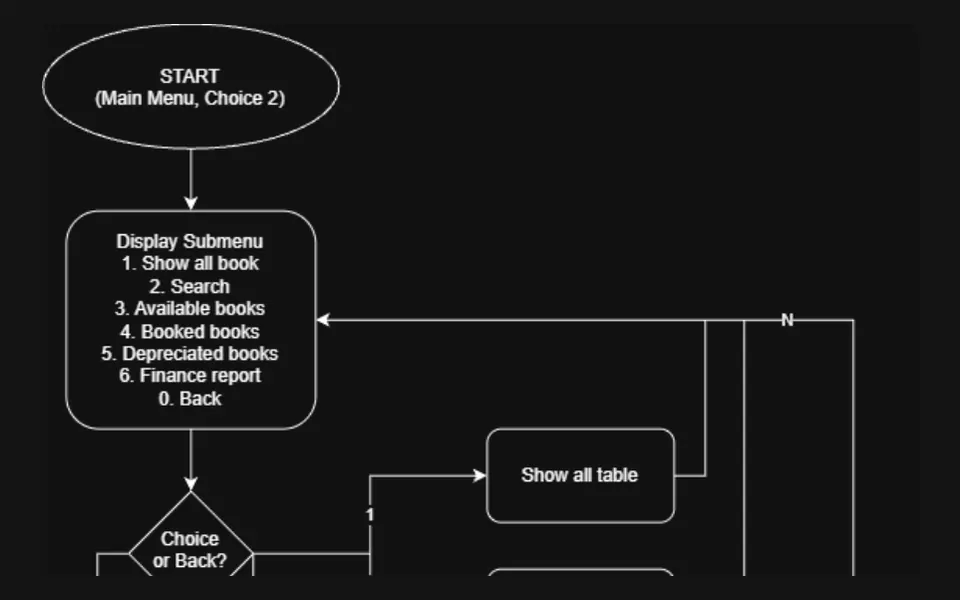 START
(Main Menu, Choice 2)
Display Submenu
1. Show all book
2. Search
3. Available books
4. Booked books
5. Depreciated books
6. Finance report
0. Back
N
Show all table
1
Choice
or Back?